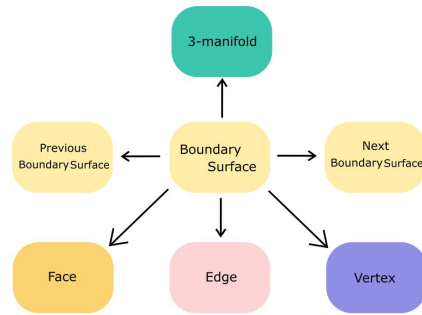 3-manifold
Previous
Boundary Surface
Boundary
Surface
Next
Boundary Surface
Face
Edge
Vertex